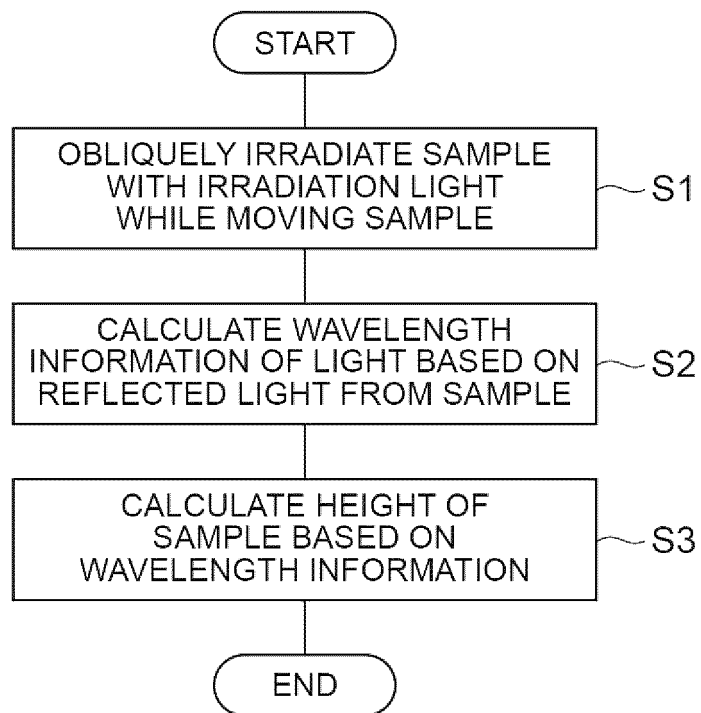 START
OBLIQUELY IRRADIATE SAMPLE
WITH IRRADIATION LIGHT
WHILE MOVING SAMPLE
S1
CALCULATE WAVELENGTH
INFORMATION OF LIGHT BASED ON
REFLECTED LIGHT FROM SAMPLE
S2
CALCULATE HEIGHT OF
SAMPLE BASED ON
WAVELENGTH INFORMATION
S3
END